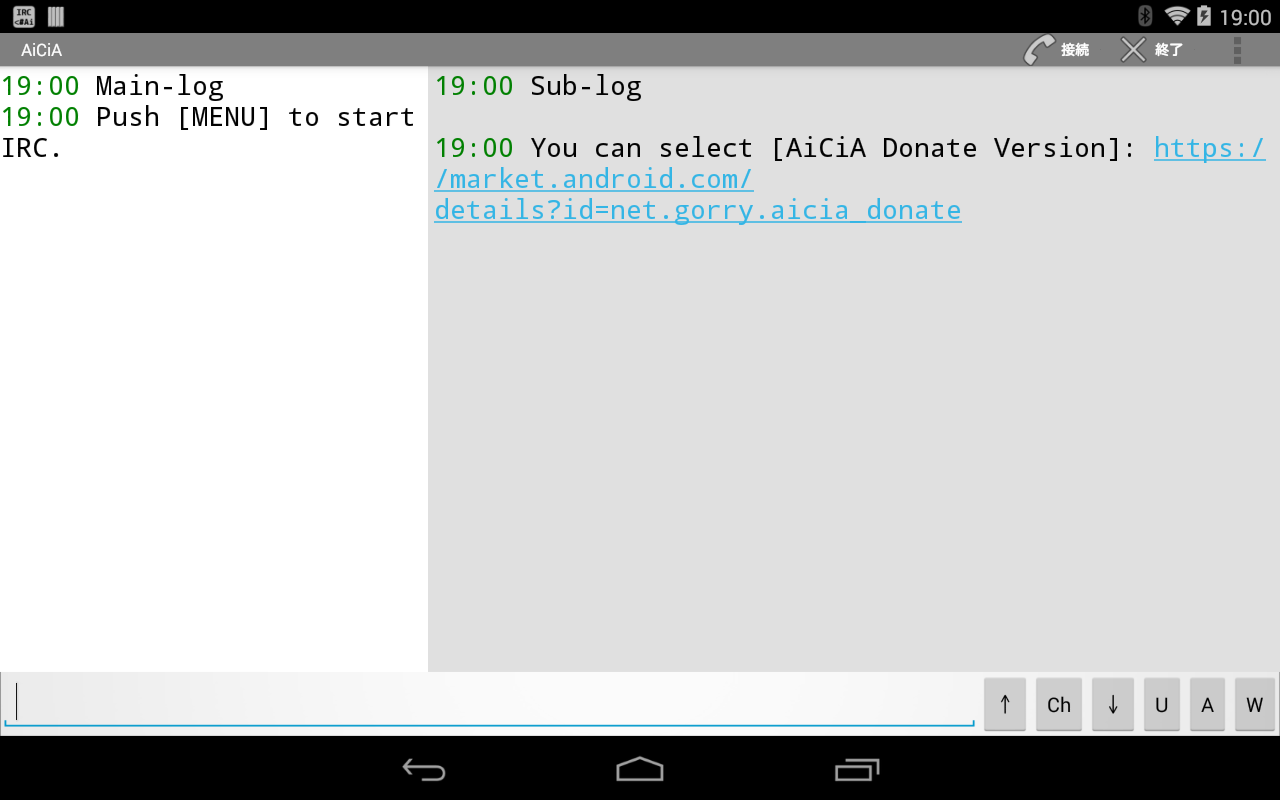 IRC
<#Ai
19:00
AiCiA
接続
終了
19:00 Main-log
19:00 Push [MENU] to start
IRC.
19:00 Sub-log
19:00 You can select [AiCiA Donate Version]: https:/
/market.android.com/
details?id=net.gorry.aicia_donate
↑
Ch
↓
U
A
W